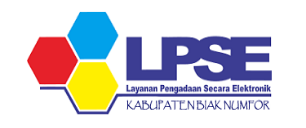 LPSE
Layanan Pengadaan Secara Elektronik
KABUPATEN BIAK NUMFOR